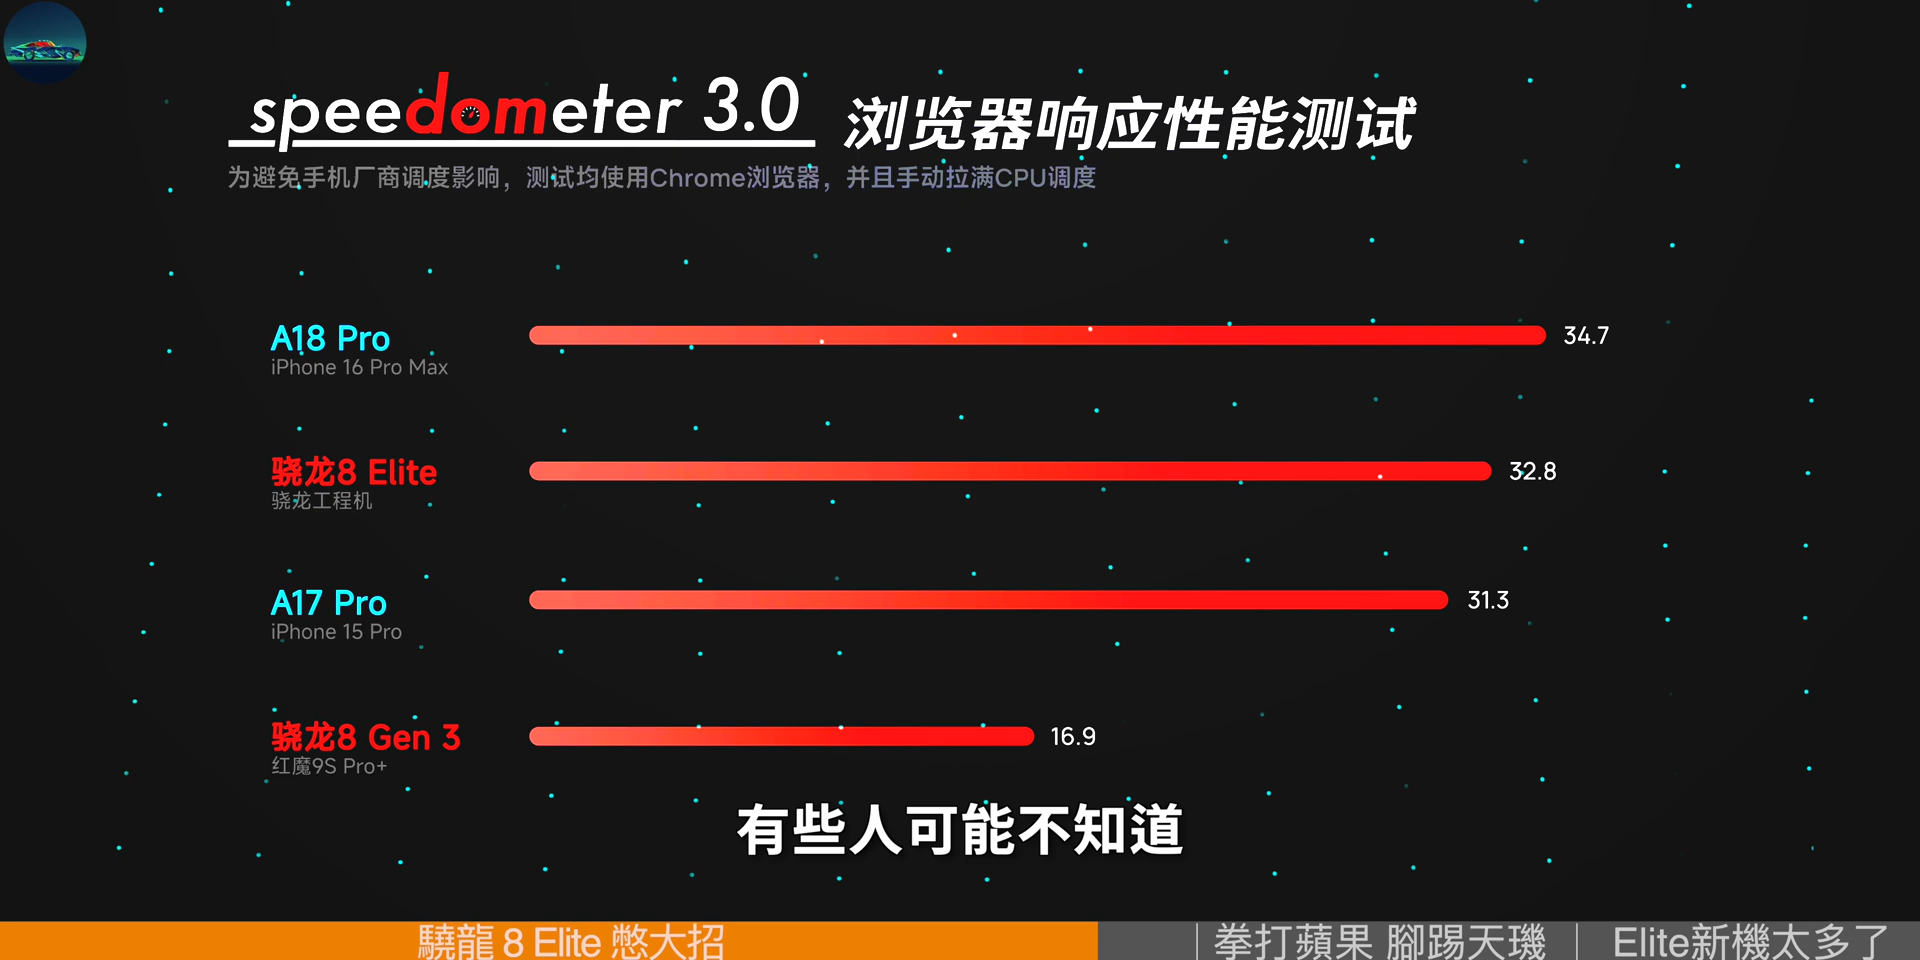 speedometer 3.0 浏览器响应性能测试
为避免手机厂商调度影响，测试均使用Chrome浏览器，并且手动拉满CPU调度
A18 Pro
iPhone 16 Pro Max
34.7
骁龙8 Elite
骁龙工程机
32.8
A17 Pro
iPhone 15 Pro
31.3
骁龙8 Gen 3
红魔9S Pro+
16.9
有些人可能不知道
驍龍 8 Elite 憋大招
拳打蘋果 腳踢天璣
Elite新機太多了